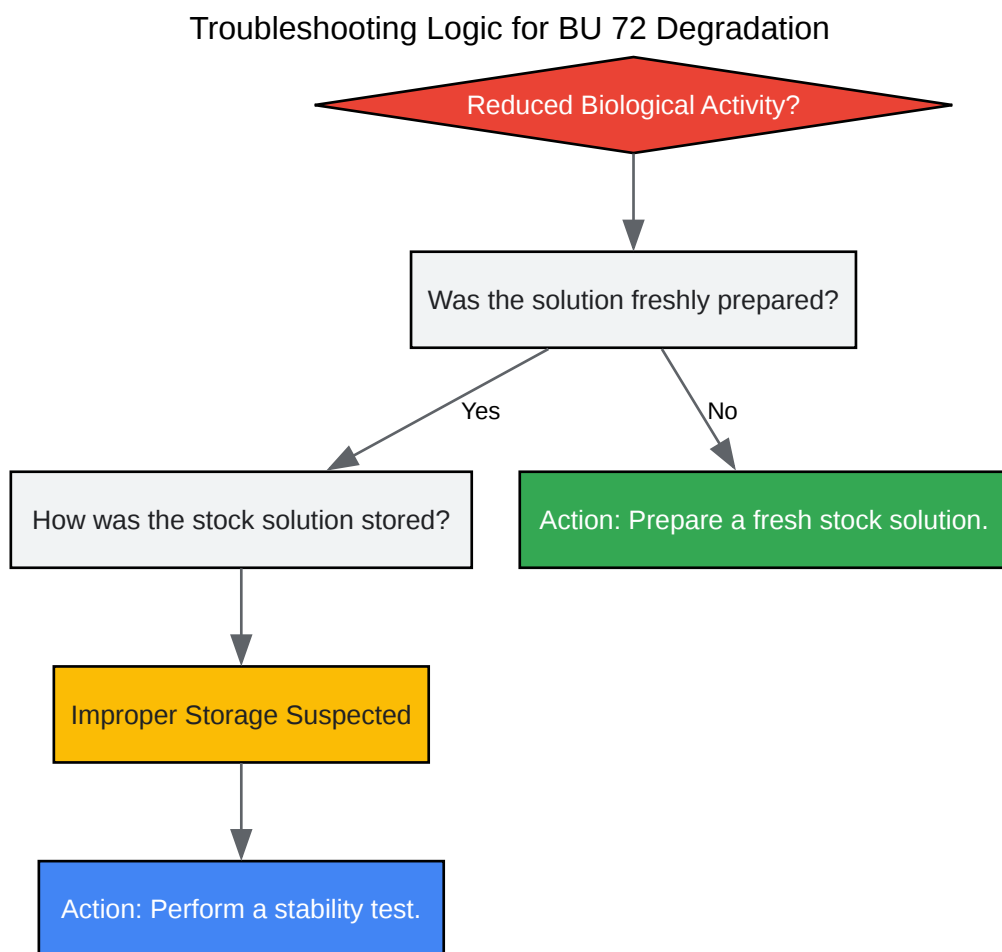 Troubleshooting Logic for BU 72 Degradation
Reduced Biological Activity?
Was the solution freshly prepared?
Yes
No
How was the stock solution stored?
Action: Prepare a fresh stock solution.
Improper Storage Suspected
Action: Perform a stability test.